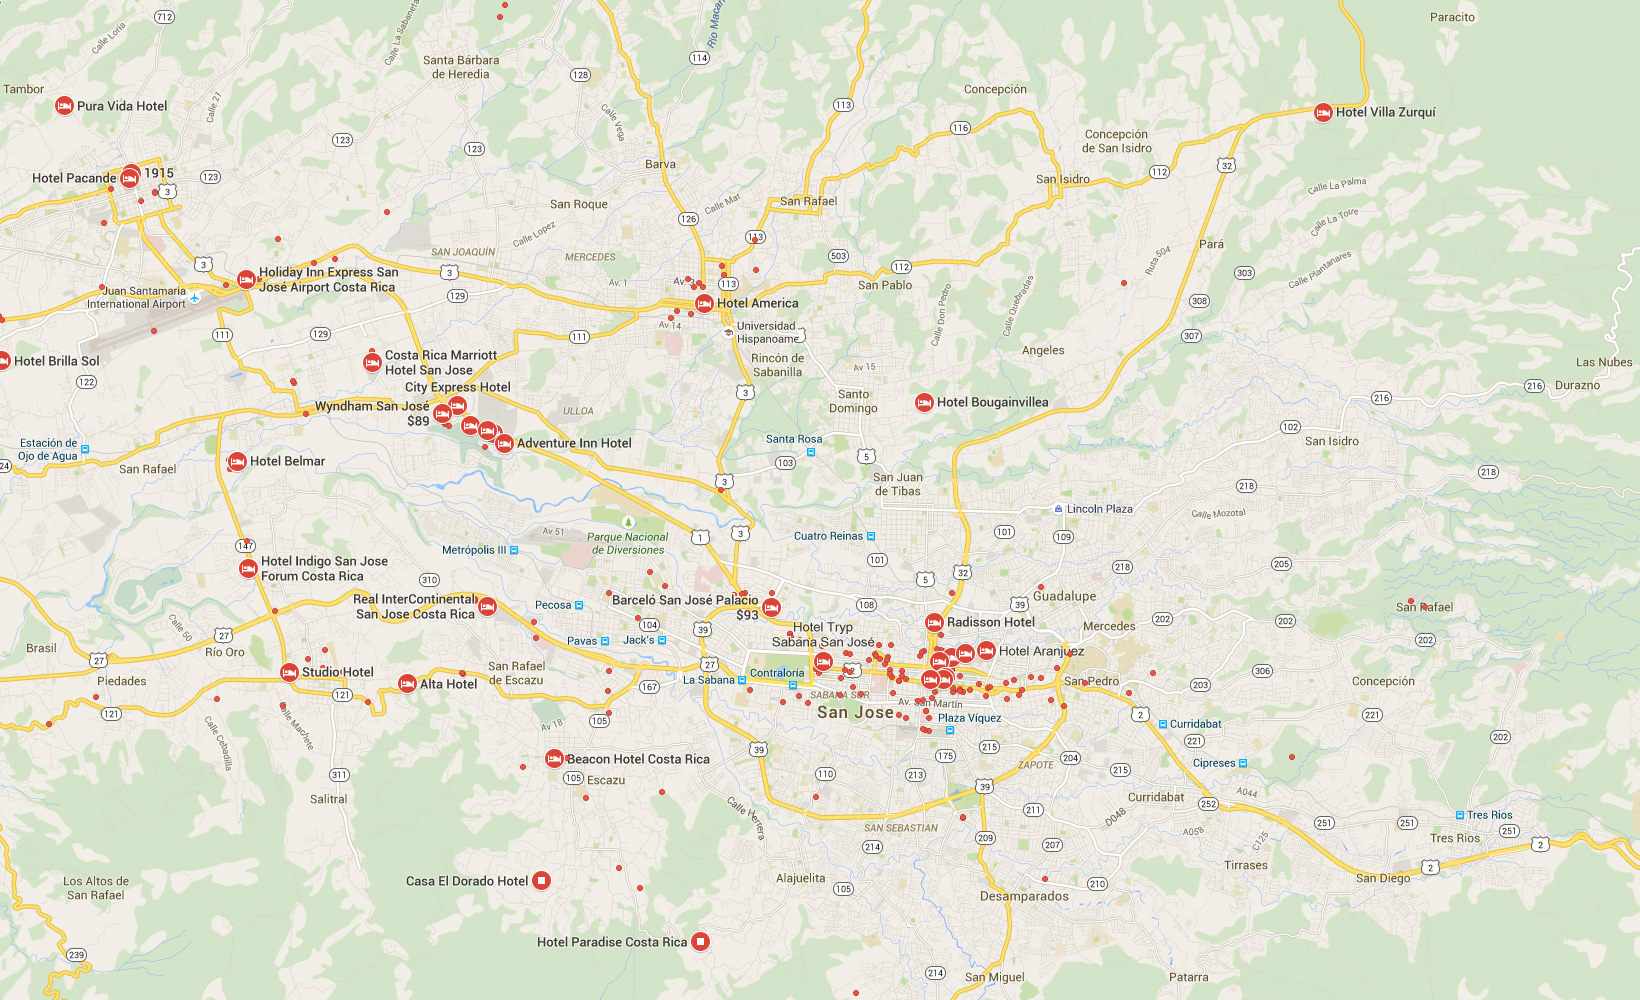 712
Calle Loría
Calle La Sabaneta
Río Macarr
Paracito
Santa Bárbara
de Heredia
114
128
Tambor
Pura Vida Hotel
Calle 21
Calle Vega
113
Concepción
Hotel Villa Zurquí
123
123
116
Concepción
de San Isidro
Barva
Hotel Pacande
1915
3
123
112
32
San Isidro
Calle La Palma
San Roque
Calle Mat
San Rafael
126
Calle La Torre
Calle Lopez
113
SAN JOAQUÍN
MERCEDES
503
Pará
Ruta 504
3
3
112
303
Calle Plantanares
Holiday Inn Express San
José Airport Costa Rica
Juan Santamaria
International Airport
129
Av. 1
113
San Pablo
Calle Don Pedro
Calle Quebradas
308
Hotel America
Av 14
Universidad
Hispanoame
111
129
111
307
Angeles
Hotel Brilla Sol
Costa Rica Marriott
Hotel San Jose
Rincón de
Sabanilla
Av 15
Las Nubes
122
City Express Hotel
3
216
Durazno
Wyndham San José
$89
ULLOA
Santo
Domingo
Hotel Bougainvillea
216
102
Estación de
Ojo de Agua
Adventure Inn Hotel
Santa Rosa
San Isidro
124
San Rafael
Hotel Belmar
103
5
218
3
San Juan
de Tibas
218
Lincoln Plaza
Calle Mozotal
Av 51
Parque Nacional
de Diversiones
1
3
Cuatro Reinas
101
109
147
Metrópolis III
101
218
205
Hotel Indigo San Jose
Forum Costa Rica
310
5
32
Real InterContinental
San Jose Costa Rica
Pecosa
Barceló San José Palacio
$93
108
39
Guadalupe
San Rafael
Calle 50
104
39
Hotel Tryp
Sabana San José
Radisson Hotel
Mercedes
202
202
27
Pavas
Jack's
202
Brasil
Río Oro
Hotel Aranjuez
27
27
San Rafael
de Escazu
Studio Hotel
La Sabana
Contraloría
203
306
Piedades
Alta Hotel
167
San Pedro
Concepción
121
SABANA SUR
Av. San Martín
121
San Jose
2
221
Calle Machete
Av 18
105
Plaza Víquez
Curridabat
Calle Cebadilla
39
215
221
202
Beacon Hotel Costa Rica
175
204
Cipreses
311
105
Escazu
110
213
ZAPOTE
215
39
A044
Salitral
Curridabat
Calle Herrera
211
252
D048
251
251
Tres Rios
SAN SEBASTIAN
A058
251
209
C125
Tres Rios
214
207
2
Casa El Dorado Hotel
Alajuelita
Tirrases
San Diego
2
Los Altos de
San Rafael
105
210
Desamparados
Hotel Paradise Costa Rica
239
214
San Miguel
Patarra